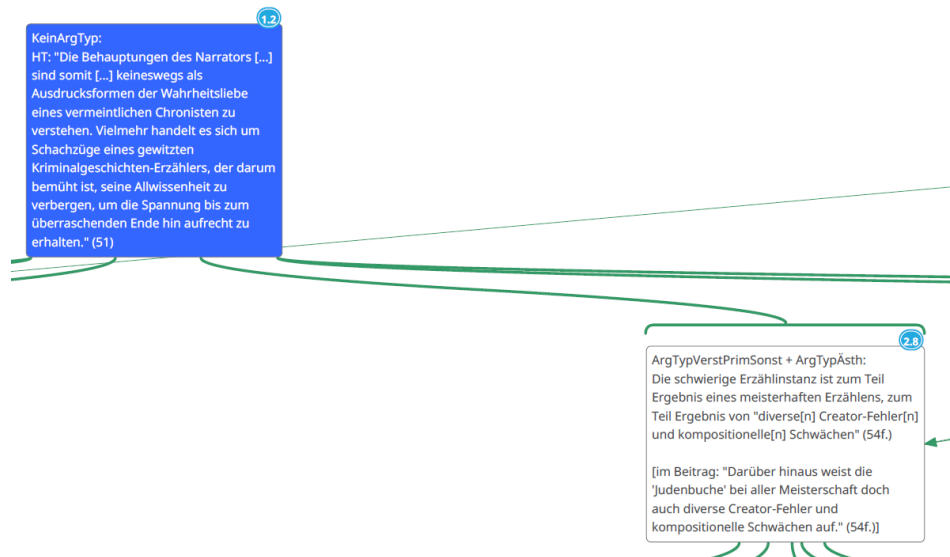 1.2
KeinArgTyp:
HT: "Die Behauptungen des Narrators [...]
sind somit [...] keineswegs als
Ausdrucksformen der Wahrheitsliebe
eines vermeintlichen Chronisten zu
verstehen. Vielmehr handelt es sich um
Schachzüge eines gewitzten
Kriminalgeschichten-Erzählers, der darum
bemüht ist, seine Allwissenheit zu
verbergen, um die Spannung bis zum
überraschenden Ende hin aufrecht zu
erhalten." (51)
2.8
ArgTypVerstPrimSonst + ArgTypÄsth:
Die schwierige Erzählinstanz ist zum Teil
Ergebnis eines meisterhaften Erzählens, zum
Teil Ergebnis von "diverse[n] Creator-Fehler[n]
und kompositionelle[n] Schwächen" (54f.)
[im Beitrag: "Darüber hinaus weist die
'Judenbuche' bei aller Meisterschaft doch
auch diverse Creator-Fehler und
kompositionelle Schwächen auf." (54f.)]